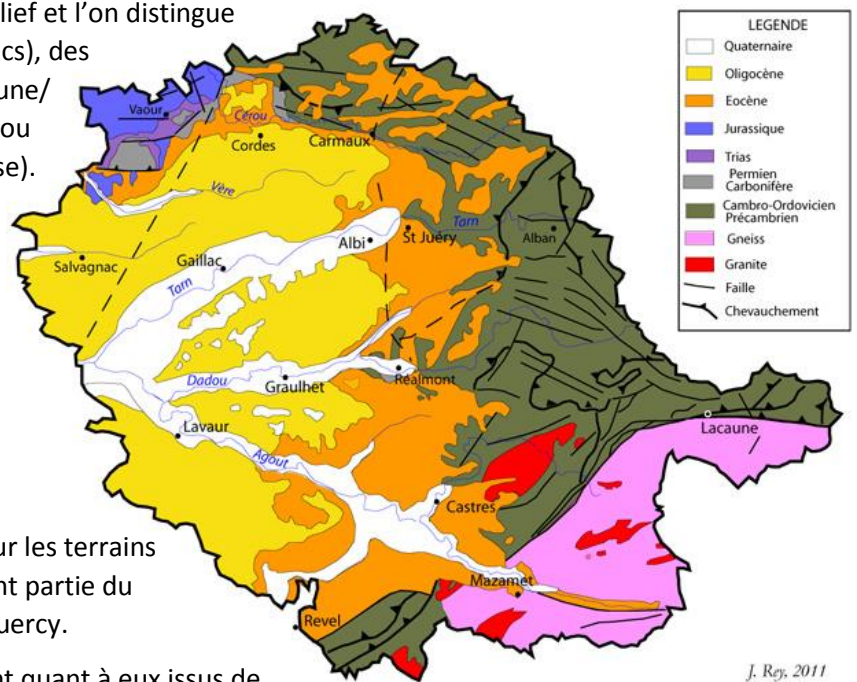 lief et l’on distingue
cs), des
une/
ou
se).
LEGENDE
Quaternaire
Oligocène
Eocène
Jurassique
Trias
Permien
Carbonifère
Cambro-Ordovicien
Précambrien
Gneiss
Granite
Faille
Chevauchement
Vaour
Cérou
Cordes
Carmaux
Vère
Tarn
Albi
St Juéry
Alban
Salvagnac
Gaillac
Tarn
Dadou
Graulhet
Réalmont
Lavaur
Lacaune
Agout
Castres
ur les terrains
nt partie du
uercy.
Mazamet
Revel
nt quant à eux issus de
J. Rey, 2011